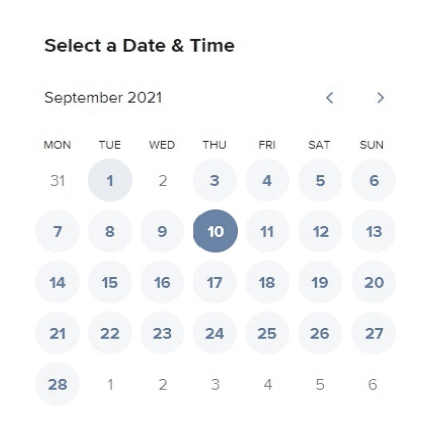 Select a Date & Time
September 2021
MON TUE WED THU FRI SAT SUN
31 1 2 3 4 5 6
7 8 9 10 11 12 13
14 15 16 17 18 19 20
21 22 23 24 25 26 27
28 1 2 3 4 5 6